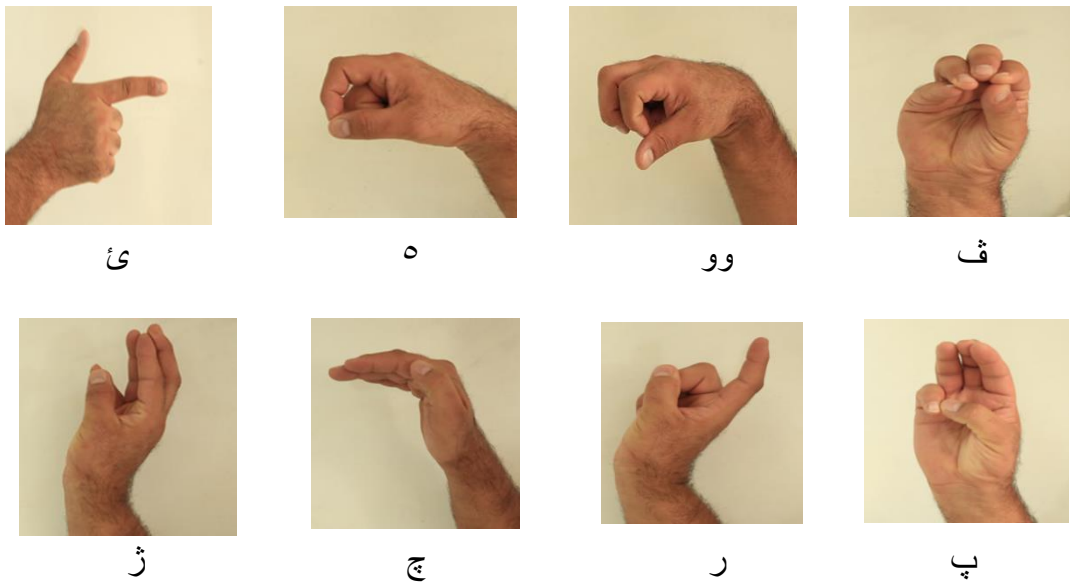 ڤ وو ه ئ
پ ر چ ژ